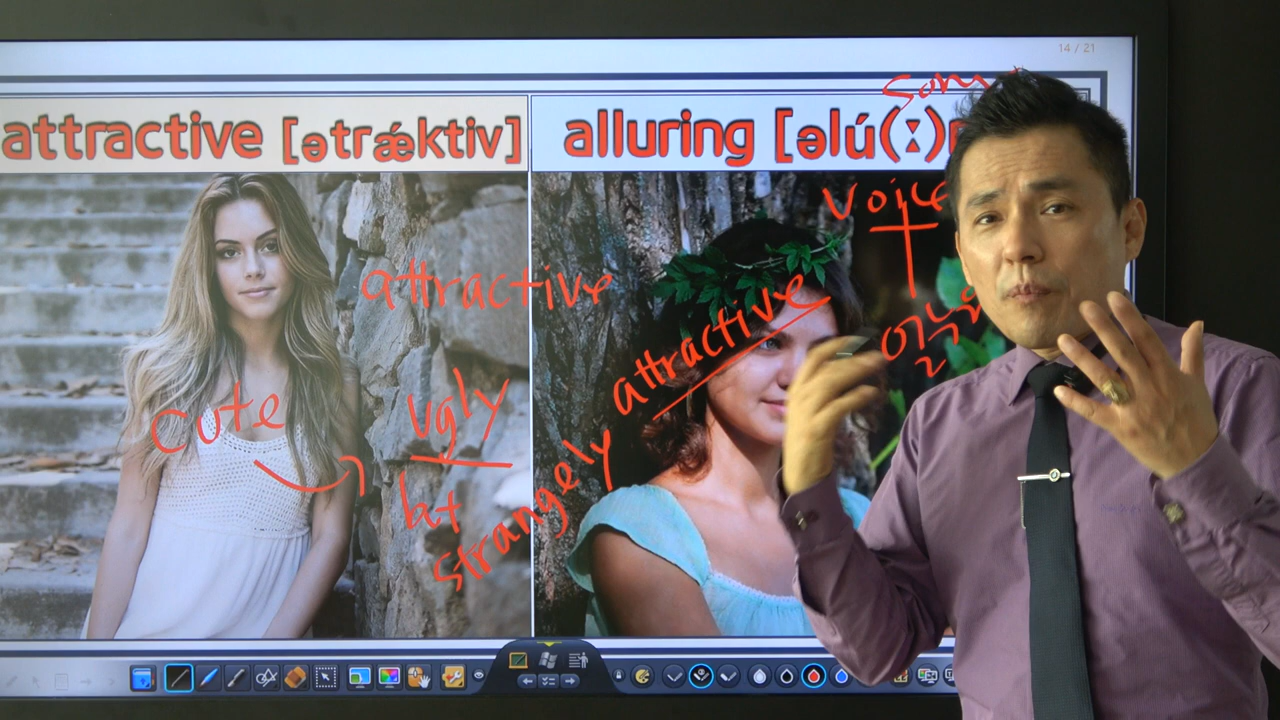 14 / 21
attractive [ətrǽktiv]
alluring [əlú(ː)
Voice
attractive
attractive
cute
ugly
but
strangely